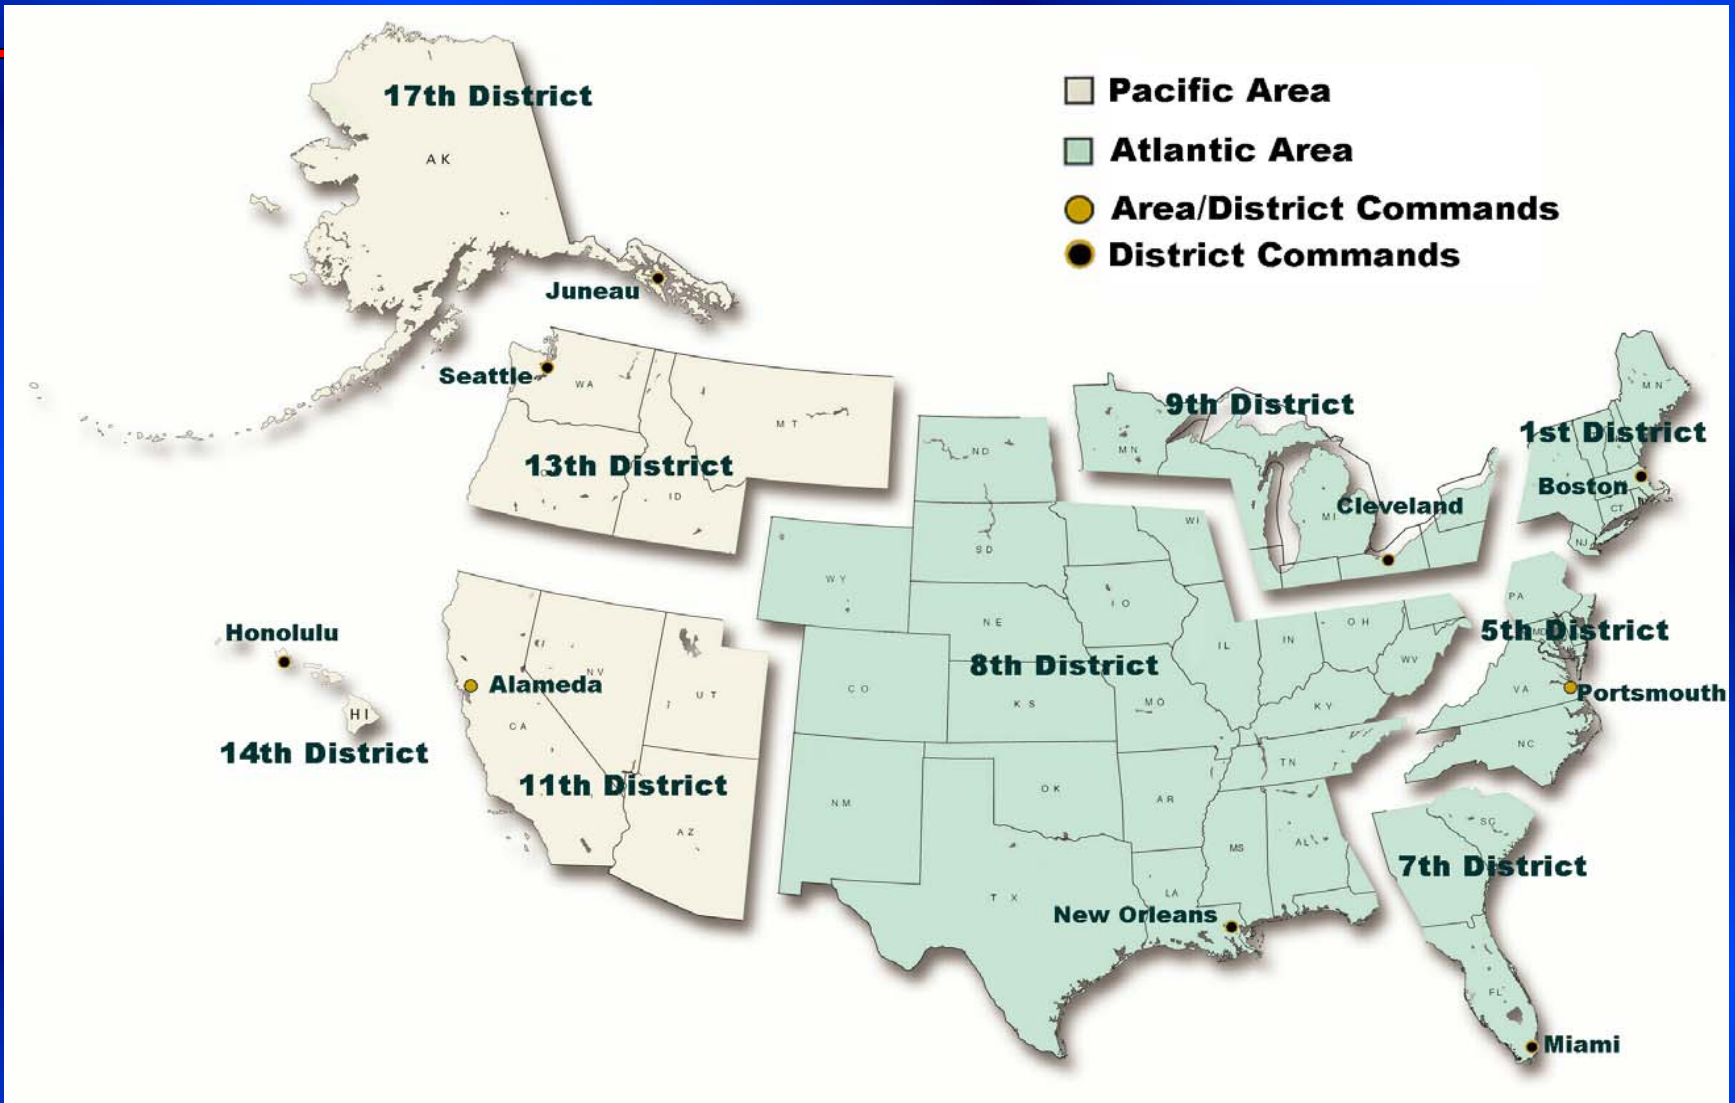 17th District
Pacific Area
Atlantic Area
Area/District Commands
District Commands
AK
Juneau
Seattle
WA
MT
13th District
ID
9th District
MN
MI
Cleveland
1st District
MN
Boston
CT
NJ
ND
SD
WI
WY
NE
IO
8th District
CO
KS
MO
IL
IN
OH
WV
KY
TN
NM
OK
AR
TX
LA
MS
AL
New Orleans
PA
MD
5th District
VA
Portsmouth
NC
SC
7th District
FL
Miami
Honolulu
HI
14th District
Alameda
NV
UT
CA
11th District
AZ